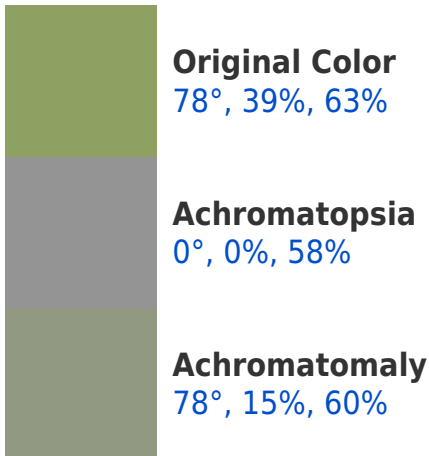 Original Color
78°, 39%, 63%
Achromatopsia
0°, 0%, 58%
Achromatomaly
78°, 15%, 60%